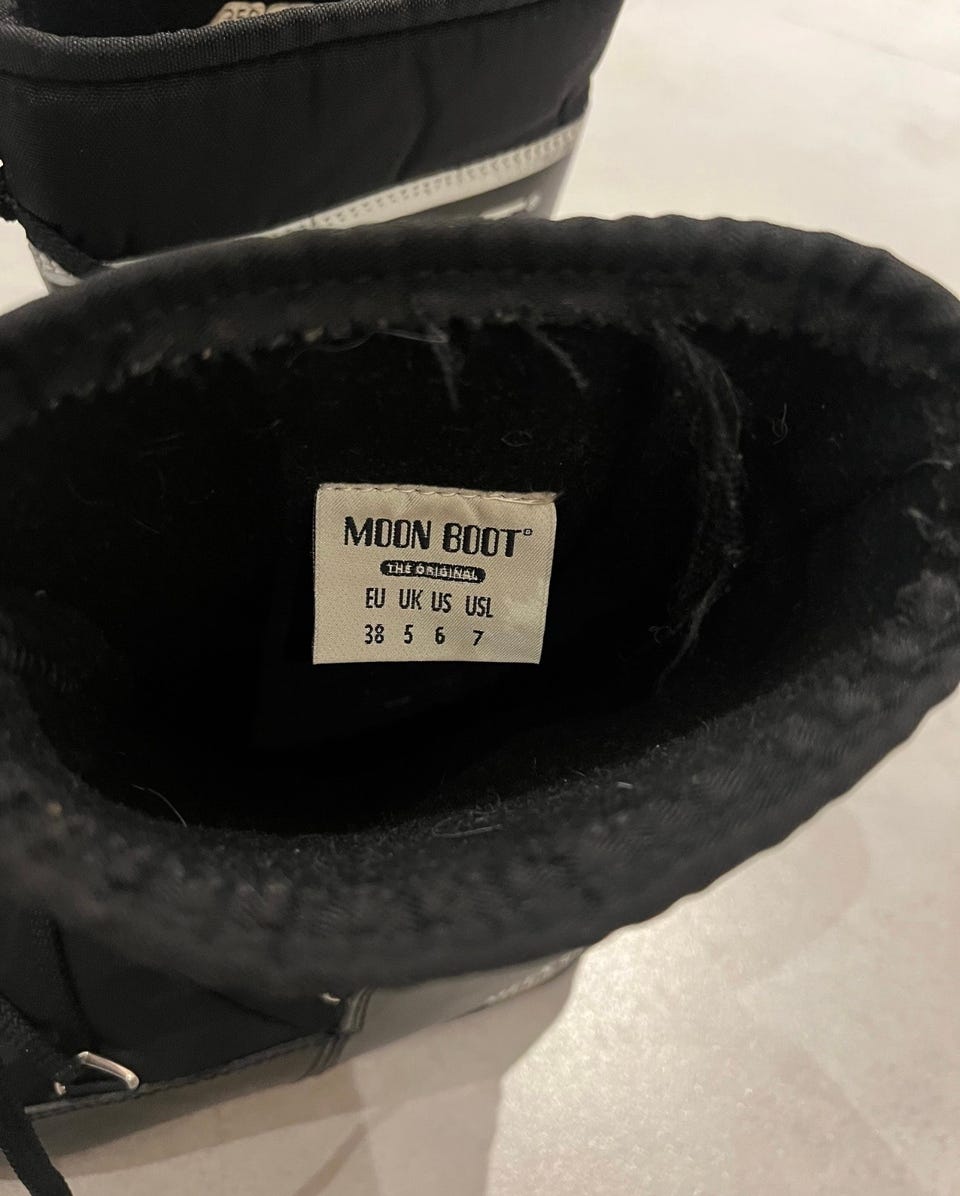 MOON BOOT®
THE ORIGINAL
EU UK US USL
38 5 6 7